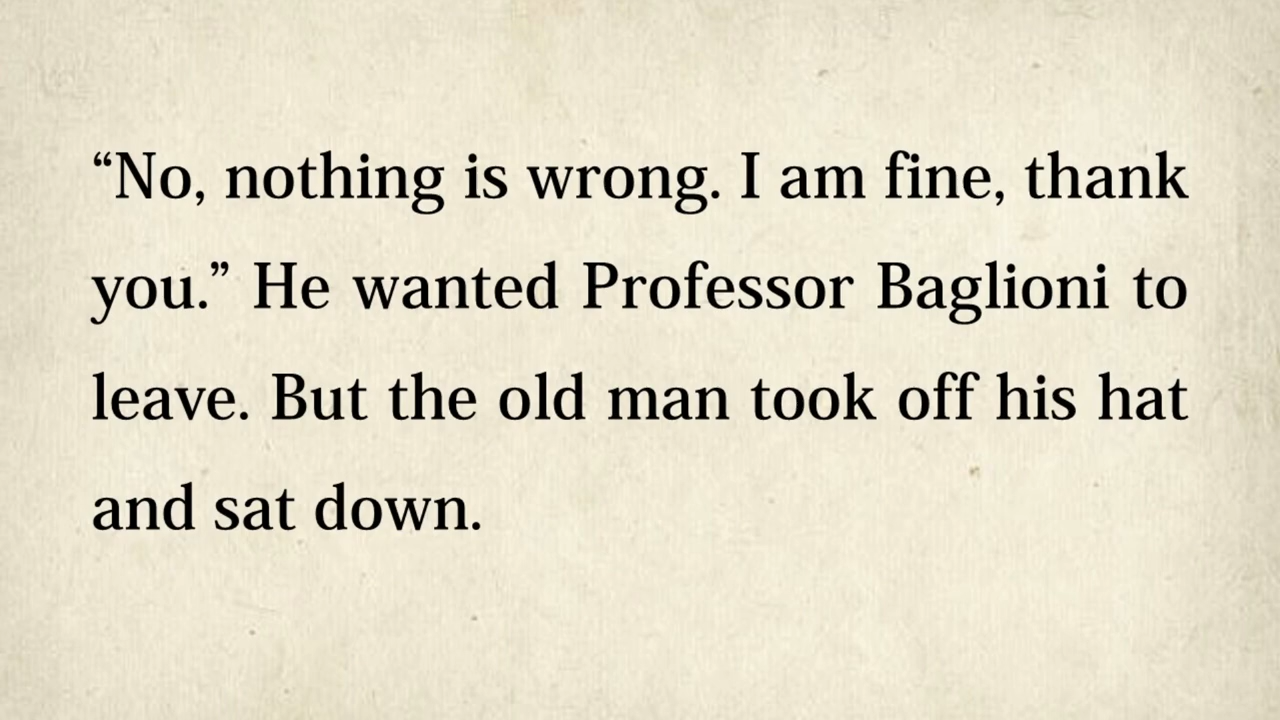 “No, nothing is wrong. I am fine, thank
you.” He wanted Professor Baglioni to
leave. But the old man took off his hat
and sat down.